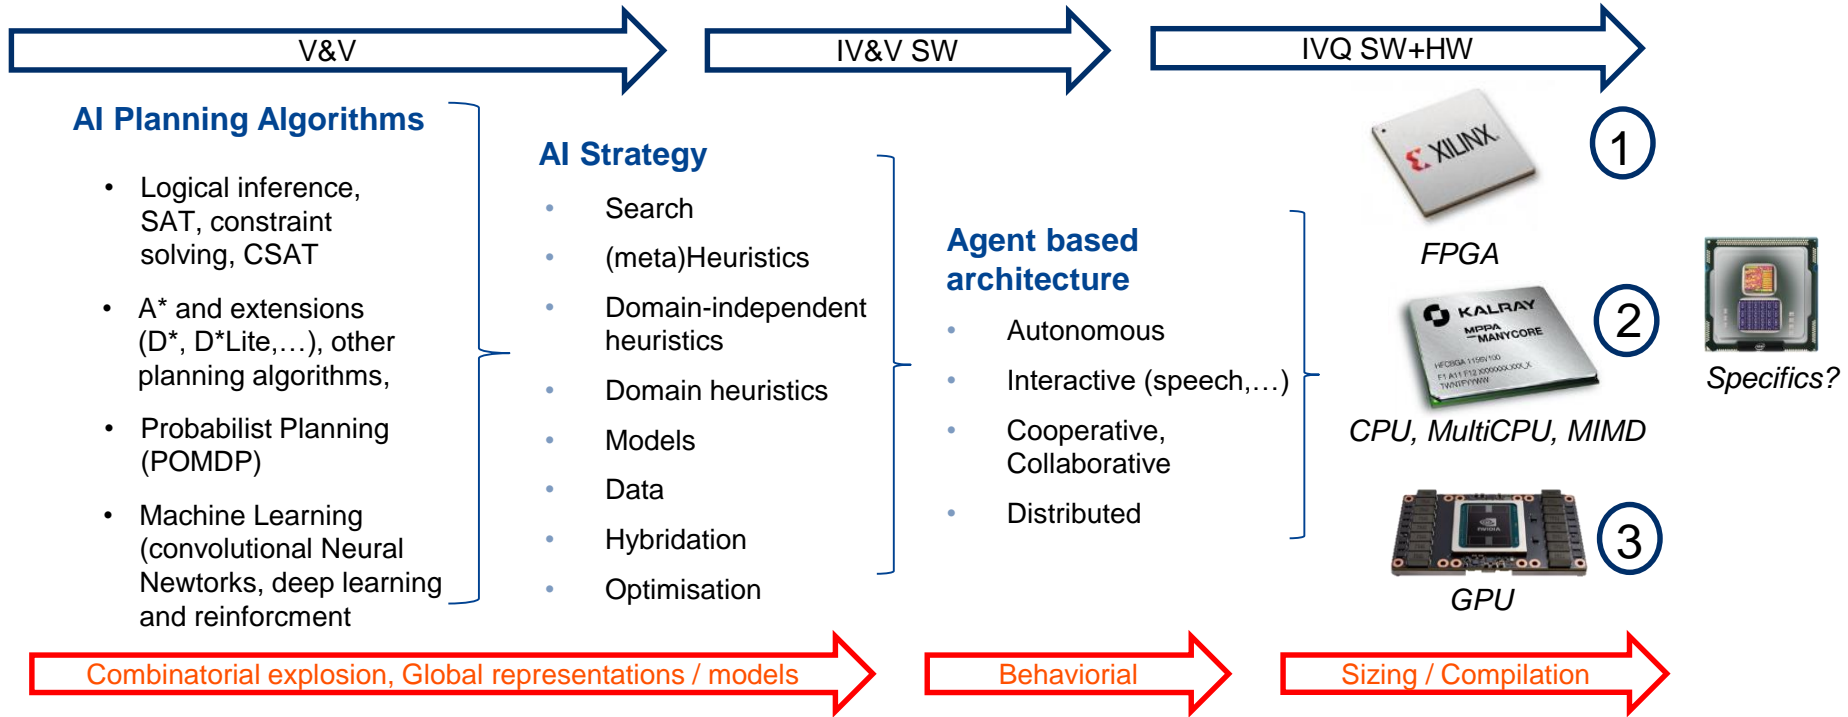 V&V
IV&V SW
IVQ SW+HW
AI Planning Algorithms
• Logical inference,
SAT, constraint
solving, CSAT
• A* and extensions
(D*, D*Lite,…), other
planning algorithms,
• Probabilist Planning
(POMDP)
• Machine Learning
(convolutional Neural
Newtorks, deep learning
and reinforcment
AI Strategy
• Search
• (meta)Heuristics
• Domain-independent
heuristics
• Domain heuristics
• Models
• Data
• Hybridation
• Optimisation
Agent based
architecture
• Autonomous
• Interactive (speech,…)
• Cooperative,
Collaborative
• Distributed
XILINX
1
FPGA
KALRAY
MPPA
MANYCORE
HFCBGA 1156V100
2
CPU, MultiCPU, MIMD
NVIDIA
3
GPU
Specifics?
Combinatorial explosion, Global representations / models
Behaviorial
Sizing / Compilation